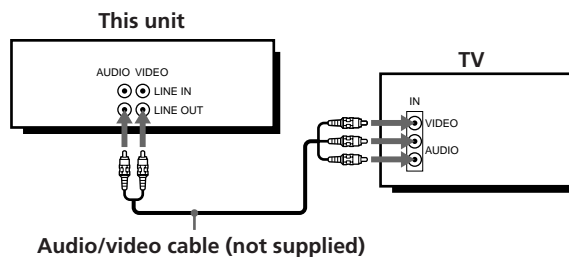 This unit
AUDIO VIDEO
LINE IN
LINE OUT
TV
IN
VIDEO
AUDIO
Audio/video cable (not supplied)